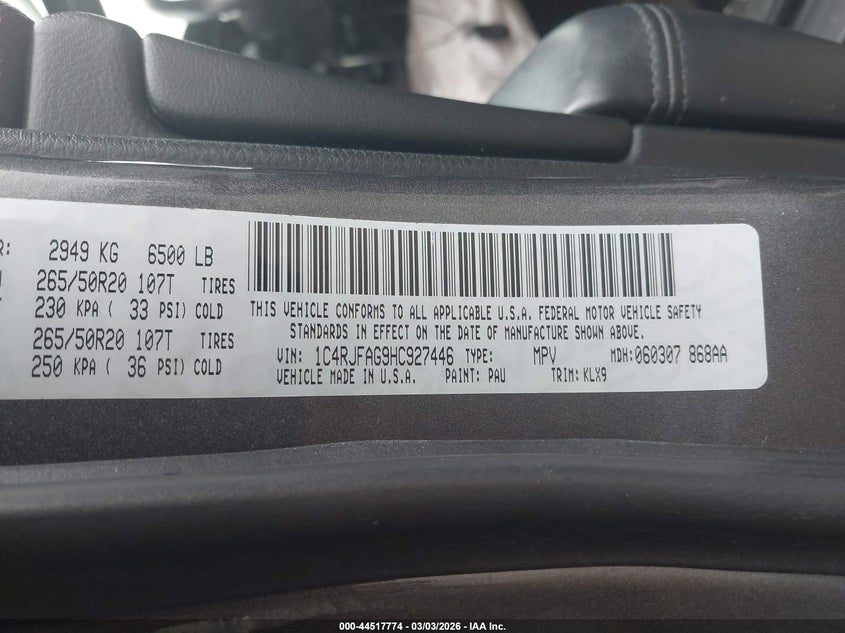 R: 2949 KG 6500 LB
265/50R20 107T TIRES
230 KPA ( 33 PSI) COLD
265/50R20 107T TIRES
250 KPA ( 36 PSI) COLD
THIS VEHICLE CONFORMS TO ALL APPLICABLE U.S.A. FEDERAL MOTOR VEHICLE SAFETY
STANDARDS IN EFFECT ON THE DATE OF MANUFACTURE SHOWN ABOVE.
VIN: 1C4RJFAG9HC927446 TYPE: MPV MDH: 060307 868AA
VEHICLE MADE IN U.S.A. PAINT: PAU TRIM: KLX9
000-44517774 - 03/03/2026 - IAA Inc.